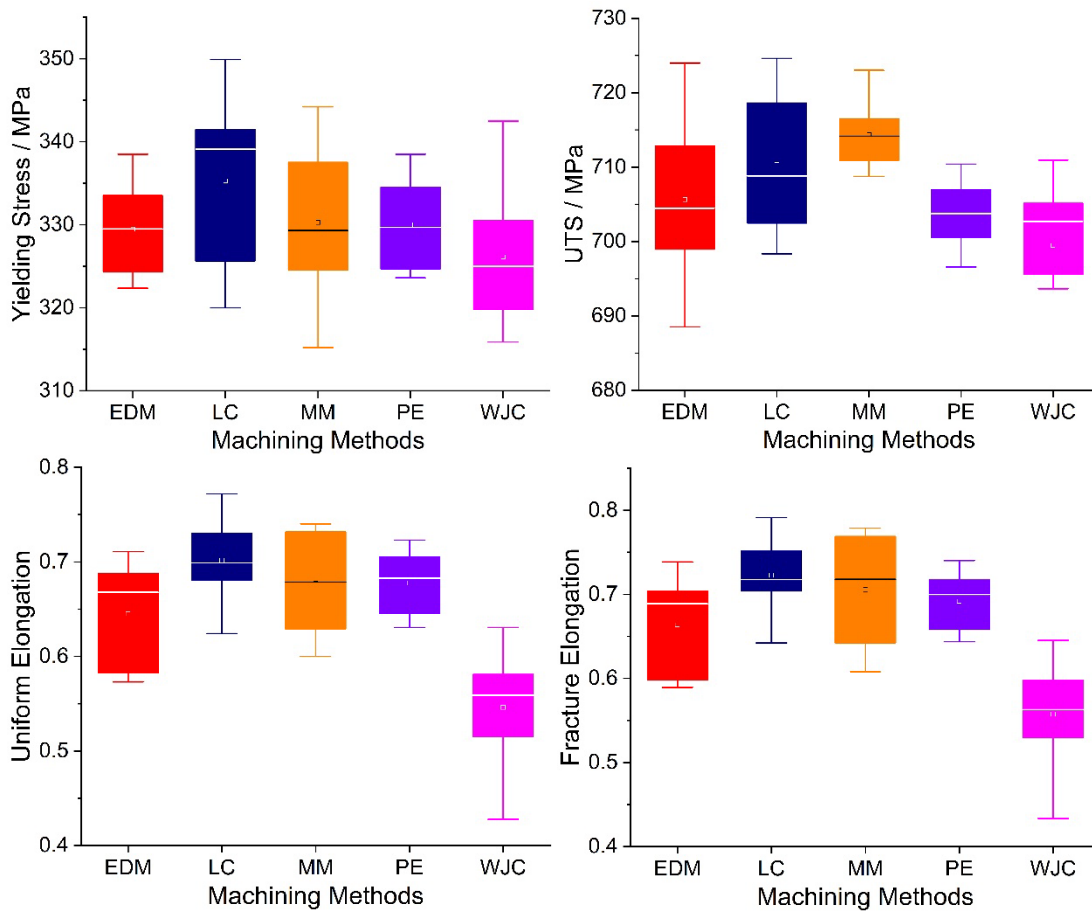 Yielding Stress / MPa
350
340
330
320
310
EDM LC MM PE WJC
Machining Methods
UTS / MPa
730
720
710
700
690
680
EDM LC MM PE WJC
Machining Methods
Uniform Elongation
0.8
0.7
0.6
0.5
0.4
EDM LC MM PE WJC
Machining Methods
Fracture Elongation
0.8
0.7
0.6
0.5
0.4
EDM LC MM PE WJC
Machining Methods